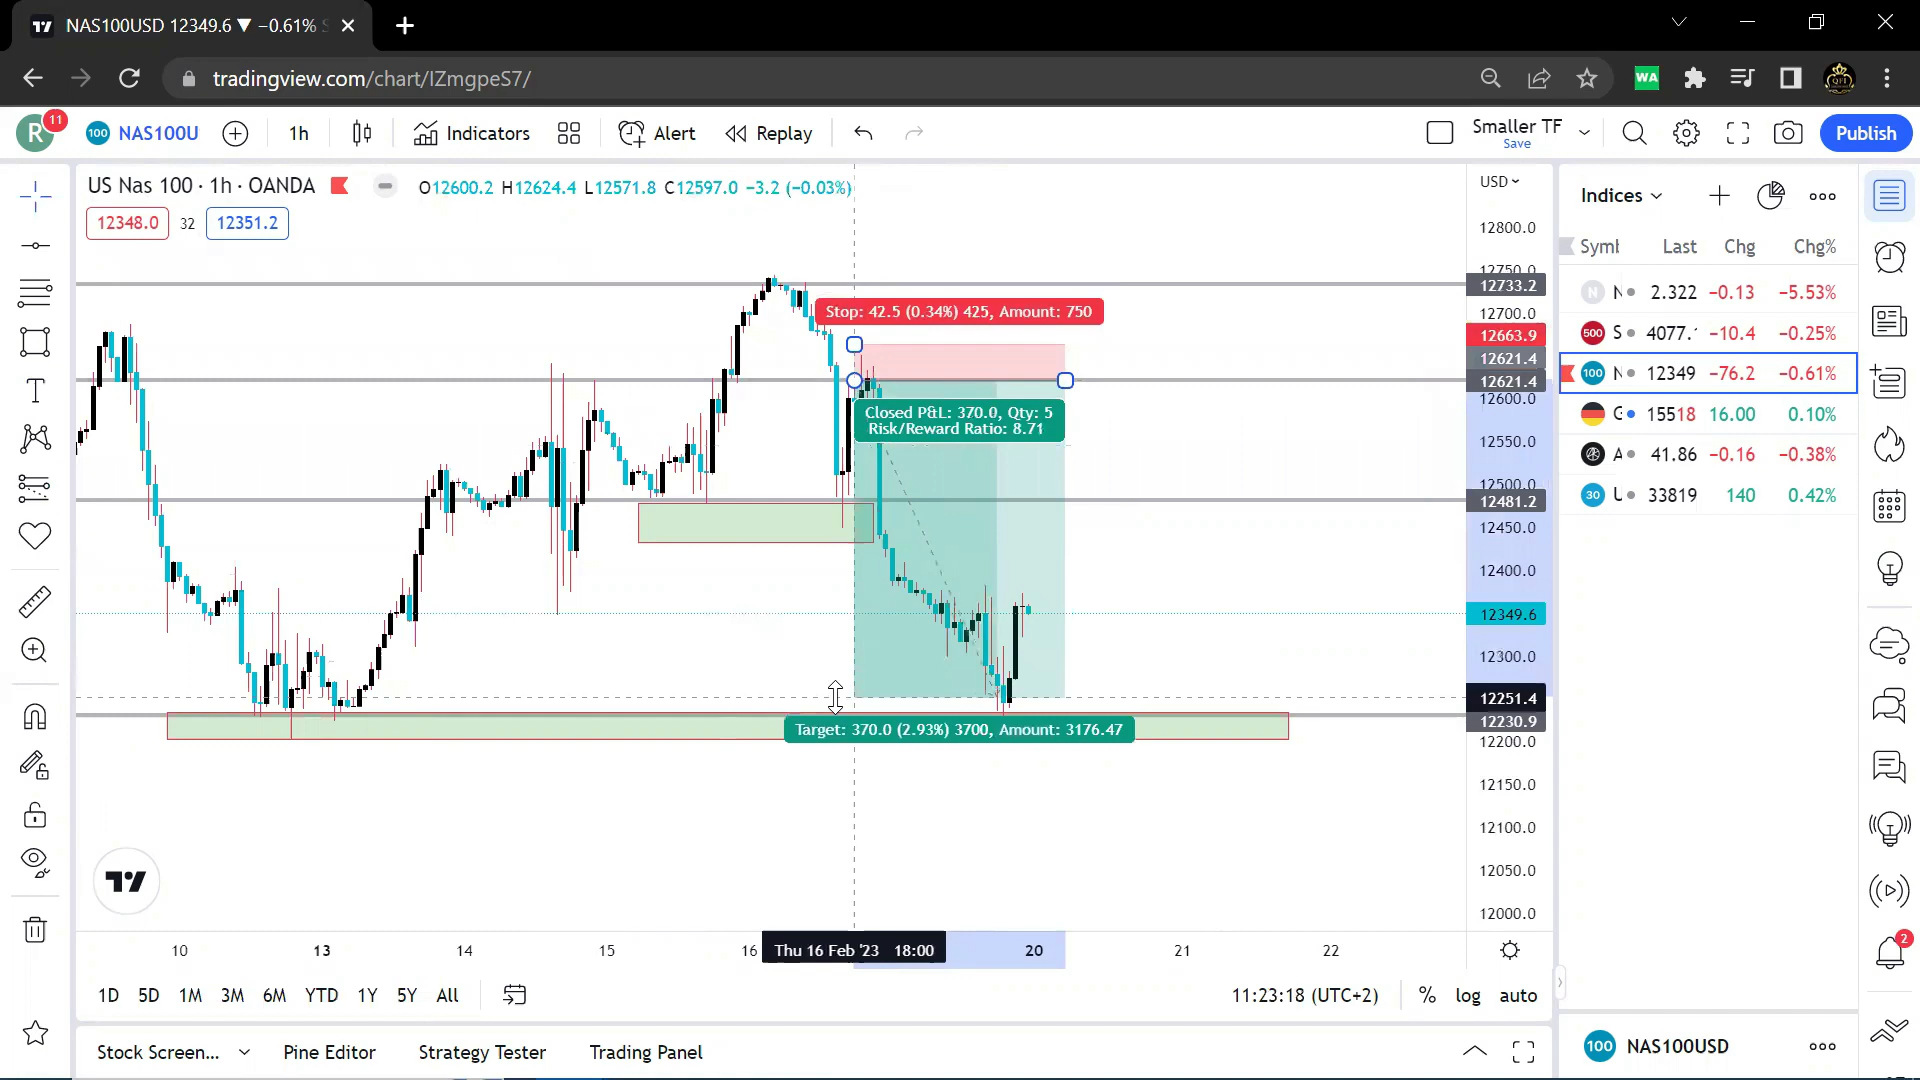 NAS100USD 12349.6 ▼ −0.61%
tradingview.com/chart/IZmgpeS7/
WA
R
11
100
NAS100U
1h
Indicators
Alert
Replay
Smaller TF
Save
Publish
US Nas 100 · 1h · OANDA
O12600.2 H12624.4 L12571.8 C12597.0 −3.2 (−0.03%)
12348.0
32
12351.2
USD
12800.0
12750.0
12733.2
12700.0
12663.9
12621.4
12621.4
12600.0
12550.0
12500.0
12481.2
12450.0
12400.0
12349.6
12300.0
12251.4
12230.9
12200.0
12150.0
12100.0
12050.0
12000.0
Stop: 42.5 (0.34%) 425, Amount: 750
Closed P&L: 370.0, Qty: 5
Risk/Reward Ratio: 8.71
Target: 370.0 (2.93%) 3700, Amount: 3176.47
10
13
14
15
16
Thu 16 Feb '23 18:00
20
21
22
1D 5D 1M 3M 6M YTD 1Y 5Y All
11:23:18 (UTC+2)
%
log
auto
Stock Screen...
Pine Editor
Strategy Tester
Trading Panel
Indices
Last Chg Chg%
2.322 −0.13 −5.53%
500 S 4077. −10.4 −0.25%
100 12349 −76.2 −0.61%
15518 16.00 0.10%
41.86 −0.16 −0.38%
30 33819 140 0.42%
2
100 NAS100USD